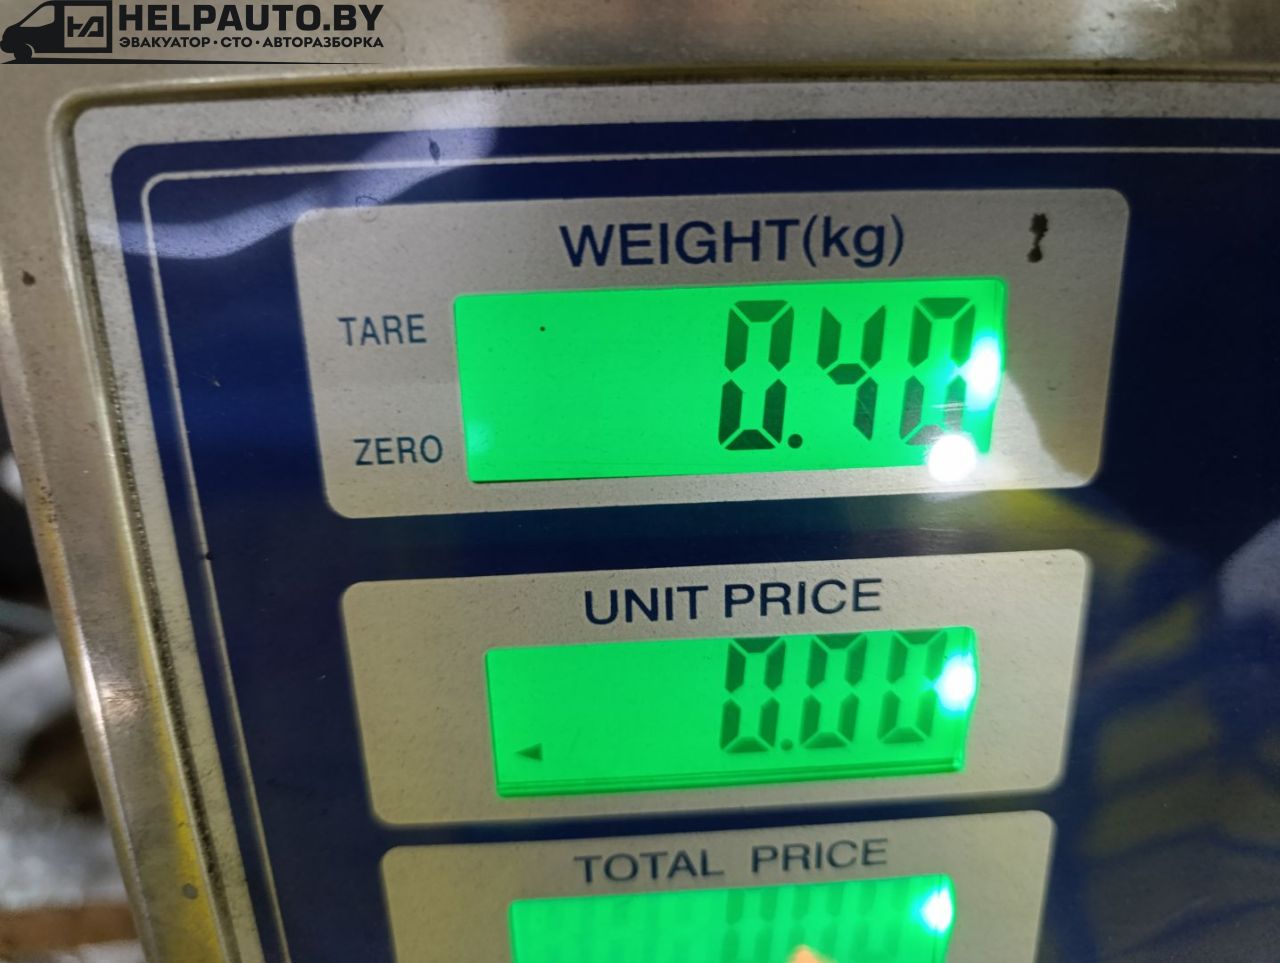 HELPAUTO.BY
ЭВАКУАТОР·СТО·АВТОРАЗБОРКА
WEIGHT(kg)
TARE
0.40
ZERO
UNIT PRICE
0.00
TOTAL PRICE